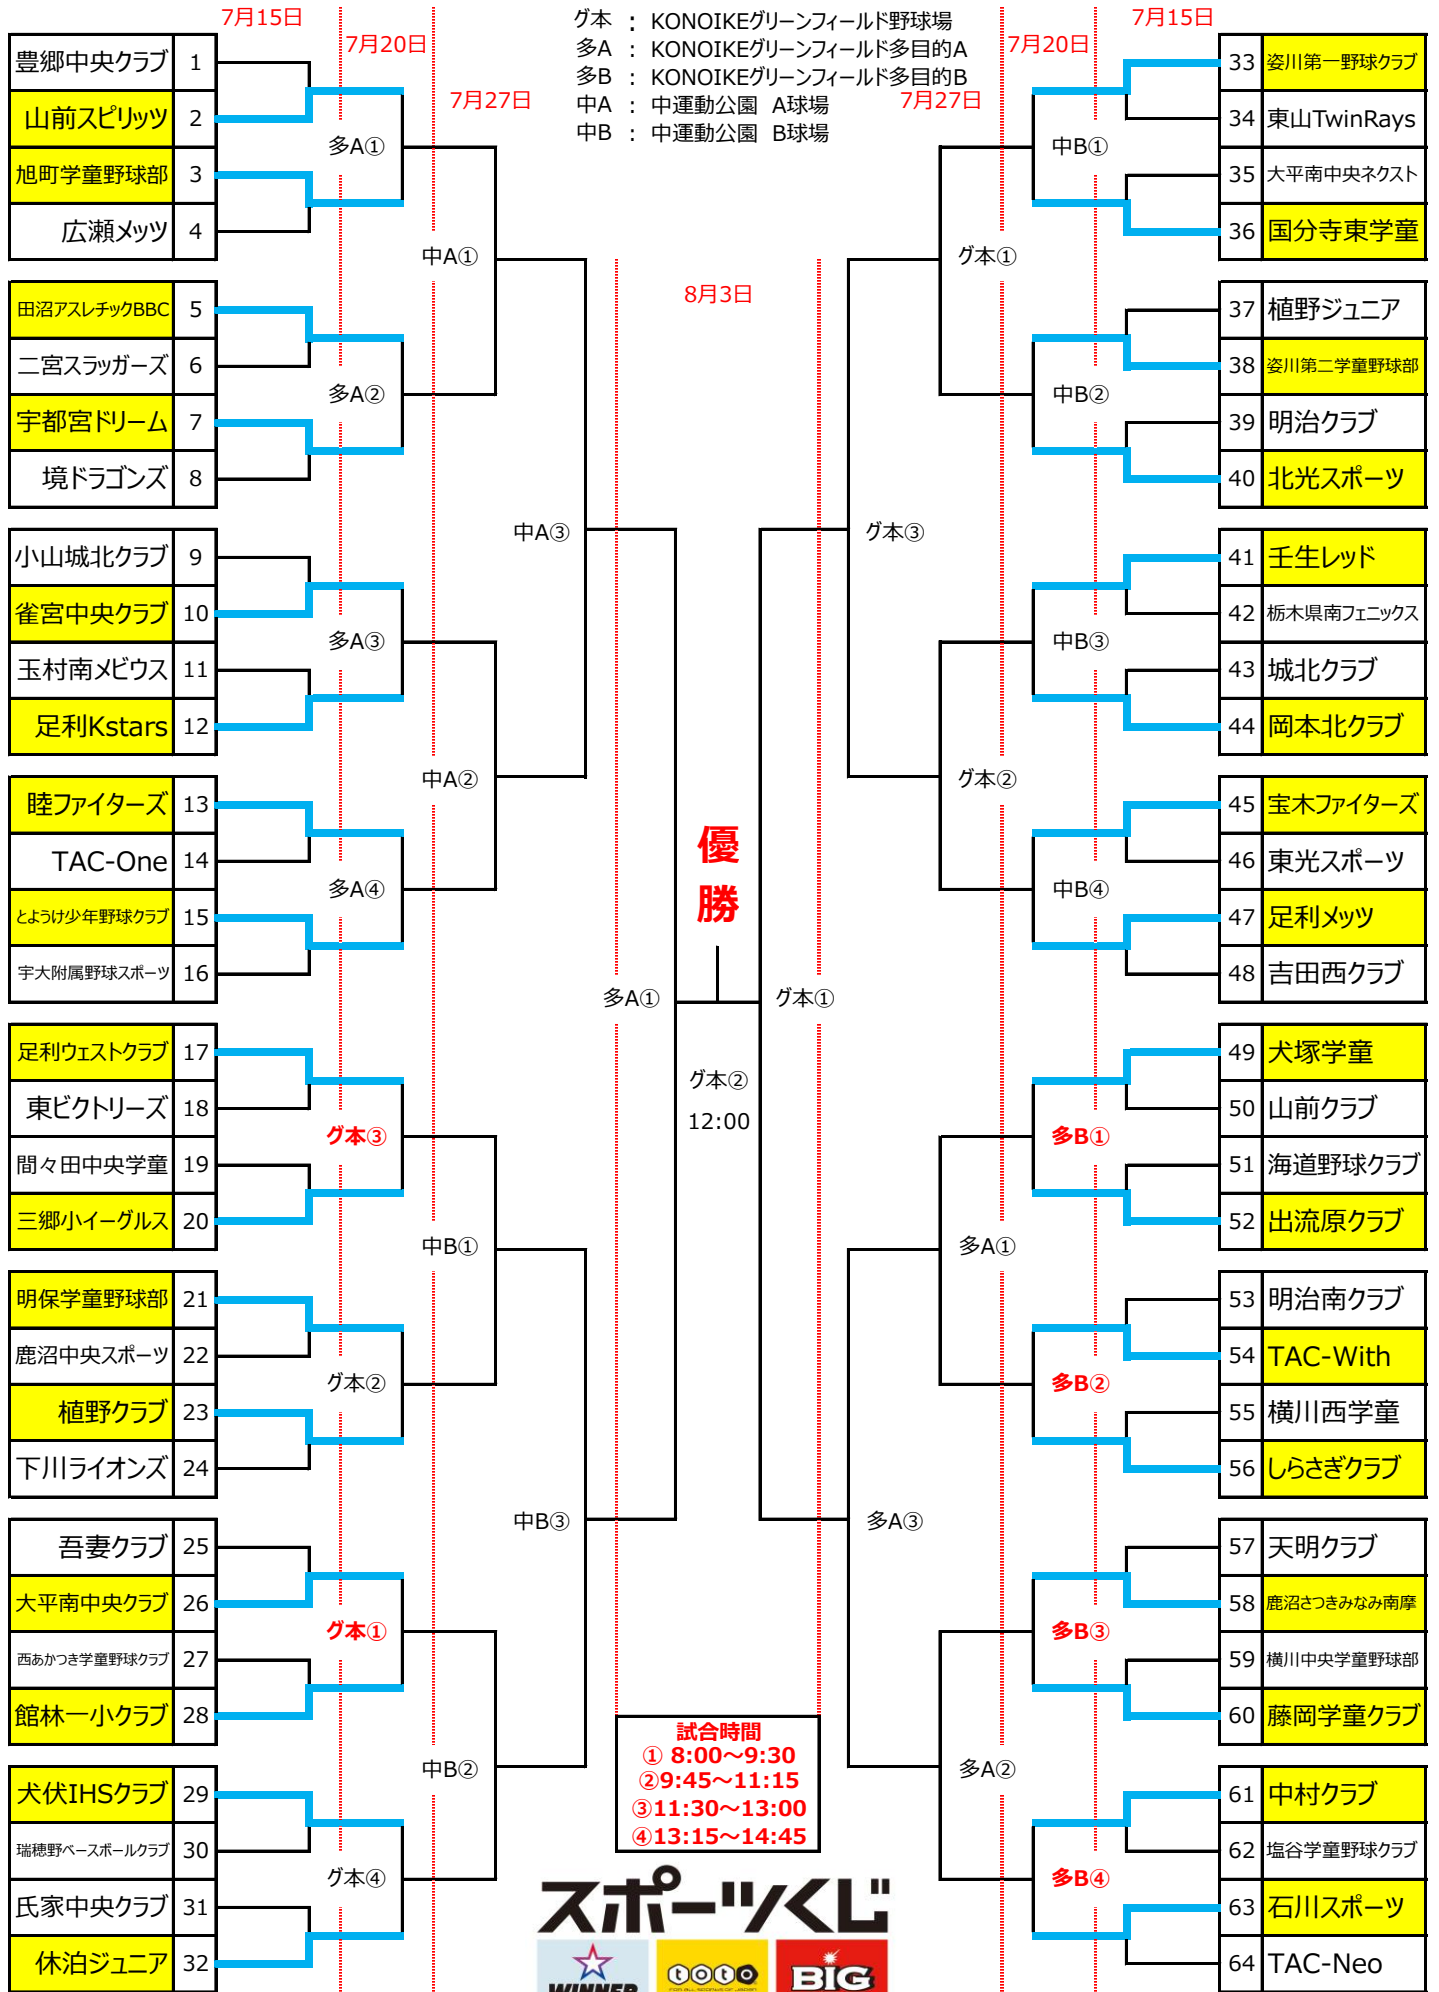 7月15日
7月20日
7月27日
グ本 : KONOIKEグリーンフィールド野球場
多A : KONOIKEグリーンフィールド多目的A
多B : KONOIKEグリーンフィールド多目的B
中A : 中運動公園 A球場
中B : 中運動公園 B球場
7月15日
7月20日
7月27日
8月3日
豊郷中央クラブ 1
山前スピリッツ 2
旭町学童野球部 3
広瀬メッツ 4
田沼アスレチックBBC 5
二宮スラッガーズ 6
宇都宮ドリーム 7
境ドラゴンズ 8
小山城北クラブ 9
雀宮中央クラブ 10
玉村南メビウス 11
足利Kstars 12
睦ファイターズ 13
TAC-One 14
とようけ少年野球クラブ 15
宇大附属野球スポーツ 16
足利ウェストクラブ 17
東ビクトリーズ 18
間々田中央学童 19
三郷小イーグルス 20
明保学童野球部 21
鹿沼中央スポーツ 22
植野クラブ 23
下川ライオンズ 24
吾妻クラブ 25
大平南中央クラブ 26
西あかつき学童野球クラブ 27
館林一小クラブ 28
犬伏IHSクラブ 29
瑞穂野ベースボールクラブ 30
氏家中央クラブ 31
休泊ジュニア 32
多A①
多A②
多A③
多A④
グ本③
グ本②
グ本①
グ本④
中A①
中A②
中B①
中B②
中A③
中B③
多A①
優
勝
グ本②
12:00
グ本①
グ本③
多A③
グ本①
グ本②
多A①
多A②
中B①
中B②
中B③
中B④
多B①
多B②
多B③
多B④
33 姿川第一野球クラブ
34 東山TwinRays
35 大平南中央ネクスト
36 国分寺東学童
37 植野ジュニア
38 姿川第二学童野球部
39 明治クラブ
40 北光スポーツ
41 壬生レッド
42 栃木県南フェニックス
43 城北クラブ
44 岡本北クラブ
45 宝木ファイターズ
46 東光スポーツ
47 足利メッツ
48 吉田西クラブ
49 犬塚学童
50 山前クラブ
51 海道野球クラブ
52 出流原クラブ
53 明治南クラブ
54 TAC-With
55 横川西学童
56 しらさぎクラブ
57 天明クラブ
58 鹿沼さつきみなみ南摩
59 横川中央学童野球部
60 藤岡学童クラブ
61 中村クラブ
62 塩谷学童野球クラブ
63 石川スポーツ
64 TAC-Neo
試合時間
① 8:00～9:30
②9:45～11:15
③11:30～13:00
④13:15～14:45
スポーツくじ
WINNER
toto
FOR ALL SPORTS OF JAPAN
BIG